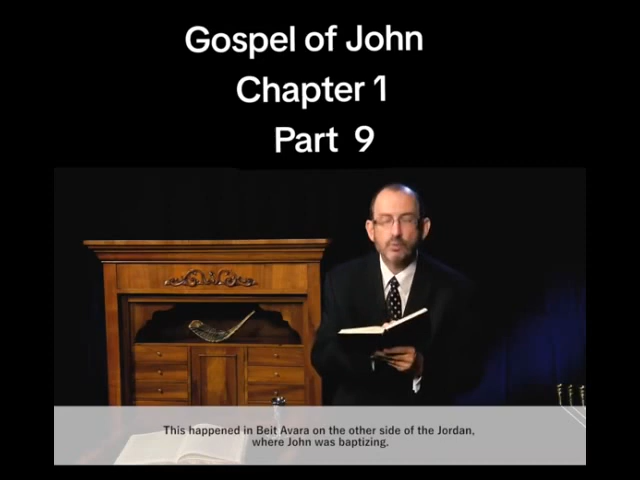 Gospel of John
Chapter 1
Part 9
This happened in Beit Avara on the other side of the Jordan,
where John was baptizing.